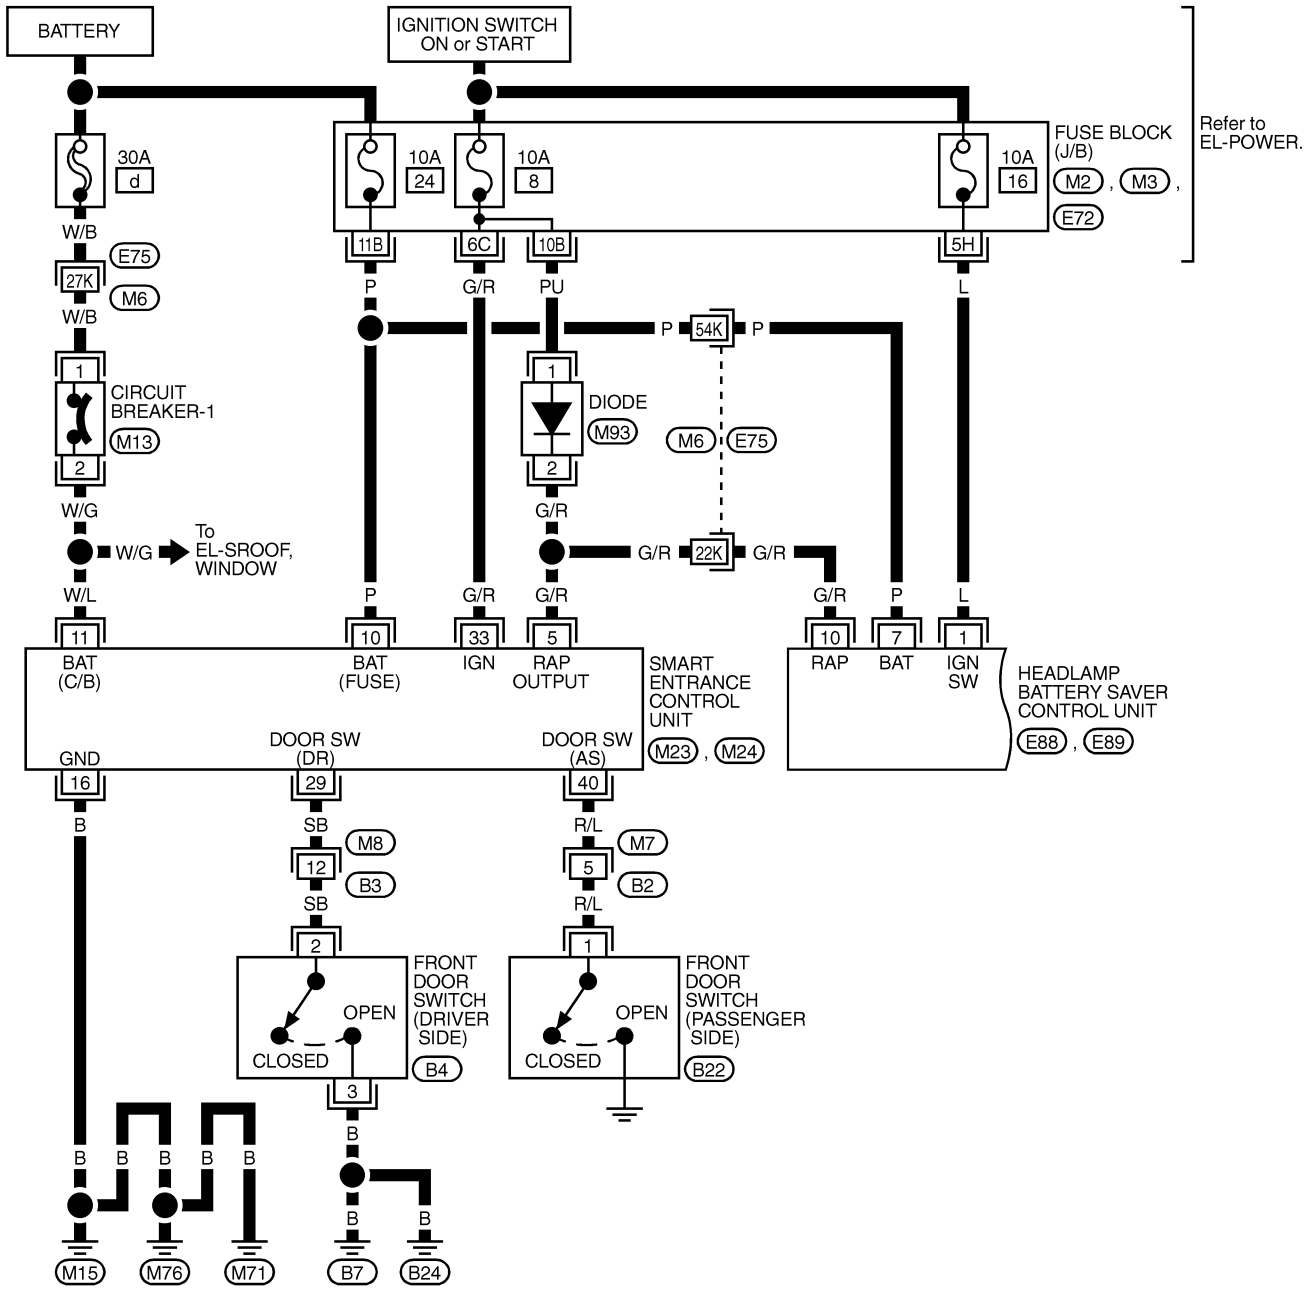 BATTERY
IGNITION SWITCH
ON or START
Refer to
EL-POWER.
FUSE BLOCK
(J/B)
M2 , M3 ,
E72
30A
d
10A
24
10A
8
10A
16
W/B
11B
6C
10B
5H
E75
27K
M6
P
G/R
PU
L
W/B
P
54K
P
1
1
CIRCUIT
BREAKER-1
M13
DIODE
M93
M6
E75
2
2
W/G
G/R
W/G
To
EL-SROOF,
WINDOW
G/R
22K
G/R
W/L
P
G/R
G/R
G/R
P
L
11
10
33
5
10
7
1
BAT
(C/B)
BAT
(FUSE)
IGN
RAP
OUTPUT
SMART
ENTRANCE
CONTROL
UNIT
M23 , M24
RAP
BAT
IGN
SW
HEADLAMP
BATTERY SAVER
CONTROL UNIT
E88 , E89
GND
DOOR SW
(DR)
DOOR SW
(AS)
16
29
40
B
SB
R/L
M8
12
B3
M7
5
B2
SB
R/L
2
1
FRONT
DOOR
SWITCH
(DRIVER
SIDE)
B4
OPEN
CLOSED
FRONT
DOOR
SWITCH
(PASSENGER
SIDE)
B22
OPEN
CLOSED
3
B
B
B
B
B
B
B
B
M15
M76
M71
B7
B24